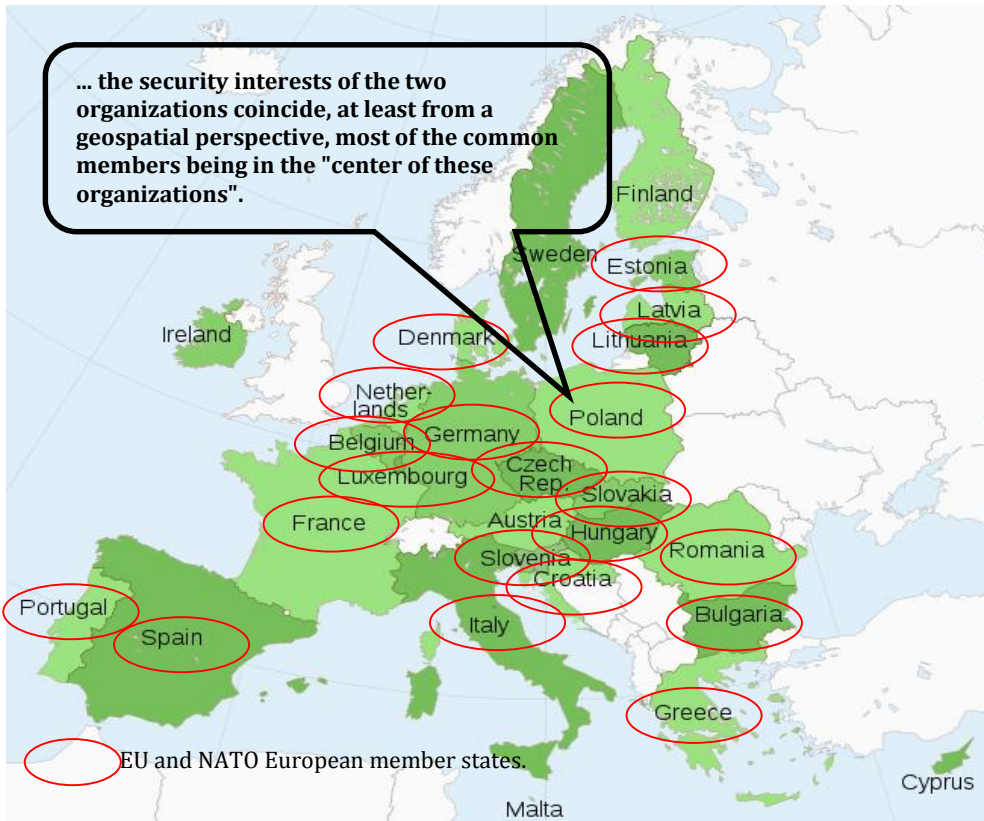 ... the security interests of the two
organizations coincide, at least from a
geospatial perspective, most of the common
members being in the "center of these
organizations".
Finland
Sweden
Estonia
Latvia
Lithuania
Ireland
Denmark
Nether-
lands
Poland
Belgium
Germany
Luxembourg
Czech
Rep.
Slovakia
France
Austria
Hungary
Slovenia
Romania
Croatia
Portugal
Spain
Italy
Bulgaria
Greece
EU and NATO European member states.
Cyprus
Malta